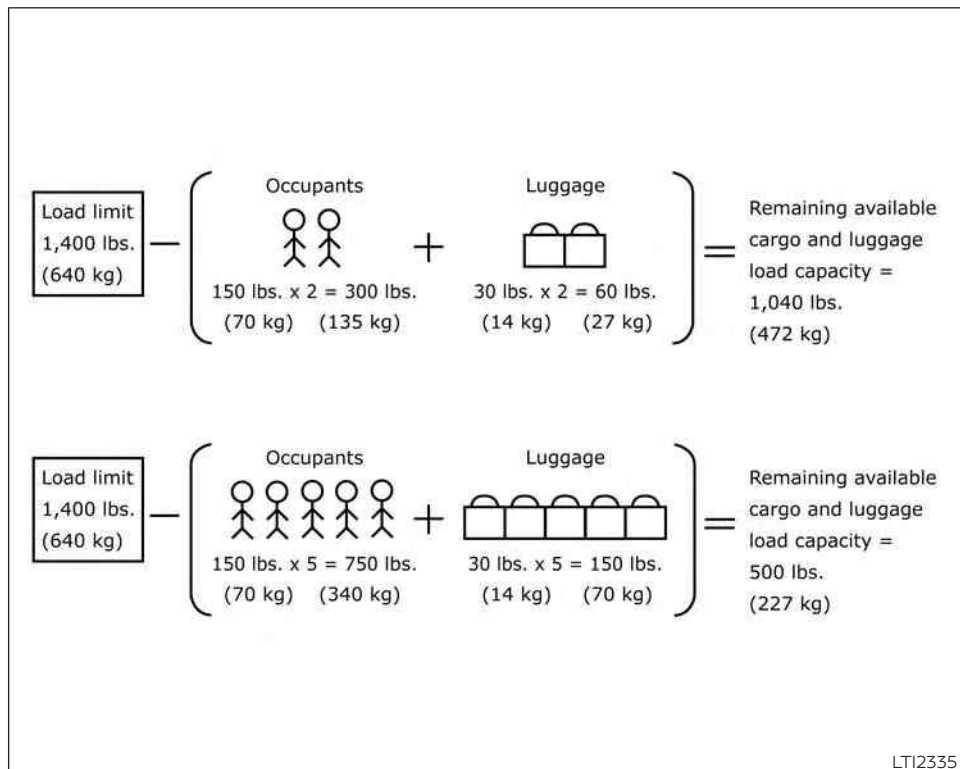 Occupants
Luggage
Load limit
1,400 lbs.
(640 kg)
150 lbs. x 2 = 300 lbs.
(70 kg) (135 kg)
30 lbs. x 2 = 60 lbs.
(14 kg) (27 kg)
Remaining available
cargo and luggage
load capacity =
1,040 lbs.
(472 kg)
Occupants
Luggage
Load limit
1,400 lbs.
(640 kg)
150 lbs. x 5 = 750 lbs.
(70 kg) (340 kg)
30 lbs. x 5 = 150 lbs.
(14 kg) (70 kg)
Remaining available
cargo and luggage
load capacity =
500 lbs.
(227 kg)
LTI2335